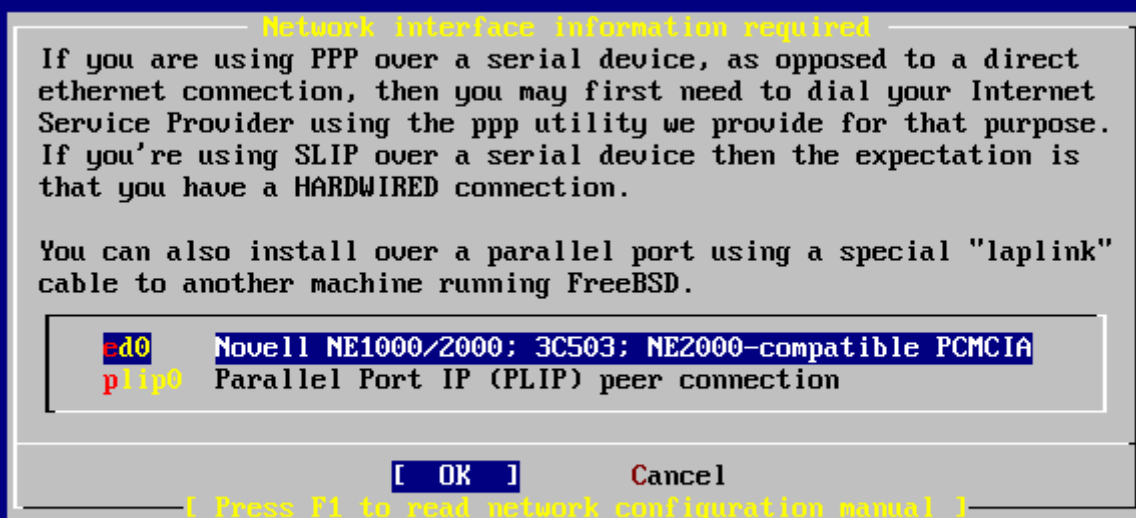 Network interface information required
If you are using PPP over a serial device, as opposed to a direct
ethernet connection, then you may first need to dial your Internet
Service Provider using the ppp utility we provide for that purpose.
If you're using SLIP over a serial device then the expectation is
that you have a HARDWIRED connection.
You can also install over a parallel port using a special "laplink"
cable to another machine running FreeBSD.
ed0 Novell NE1000/2000; 3C503; NE2000-compatible PCMCIA
plip0 Parallel Port IP (PLIP) peer connection
[ OK ] Cancel
[ Press F1 to read network configuration manual ]